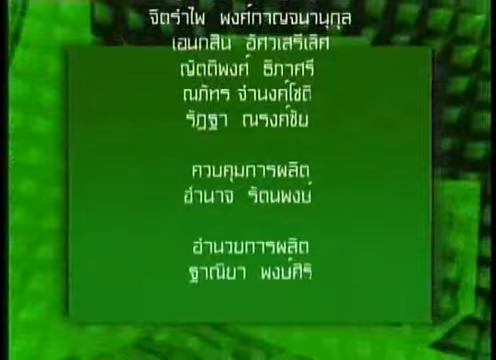 จิตรำไพ พงศ์กาญจนานุกูล
เอนกสิน อัศวเสรีเลิศ
ญัตติพงศ์ ธิภาศรี
ณภัทร จำนงค์โชติ
รัฎฐา ณรงค์ชัย
ควบคุมการผลิต
อำนาจ รัตนพงษ์
อำนวยการผลิต
ฐาณิยา พงษ์ศิริ